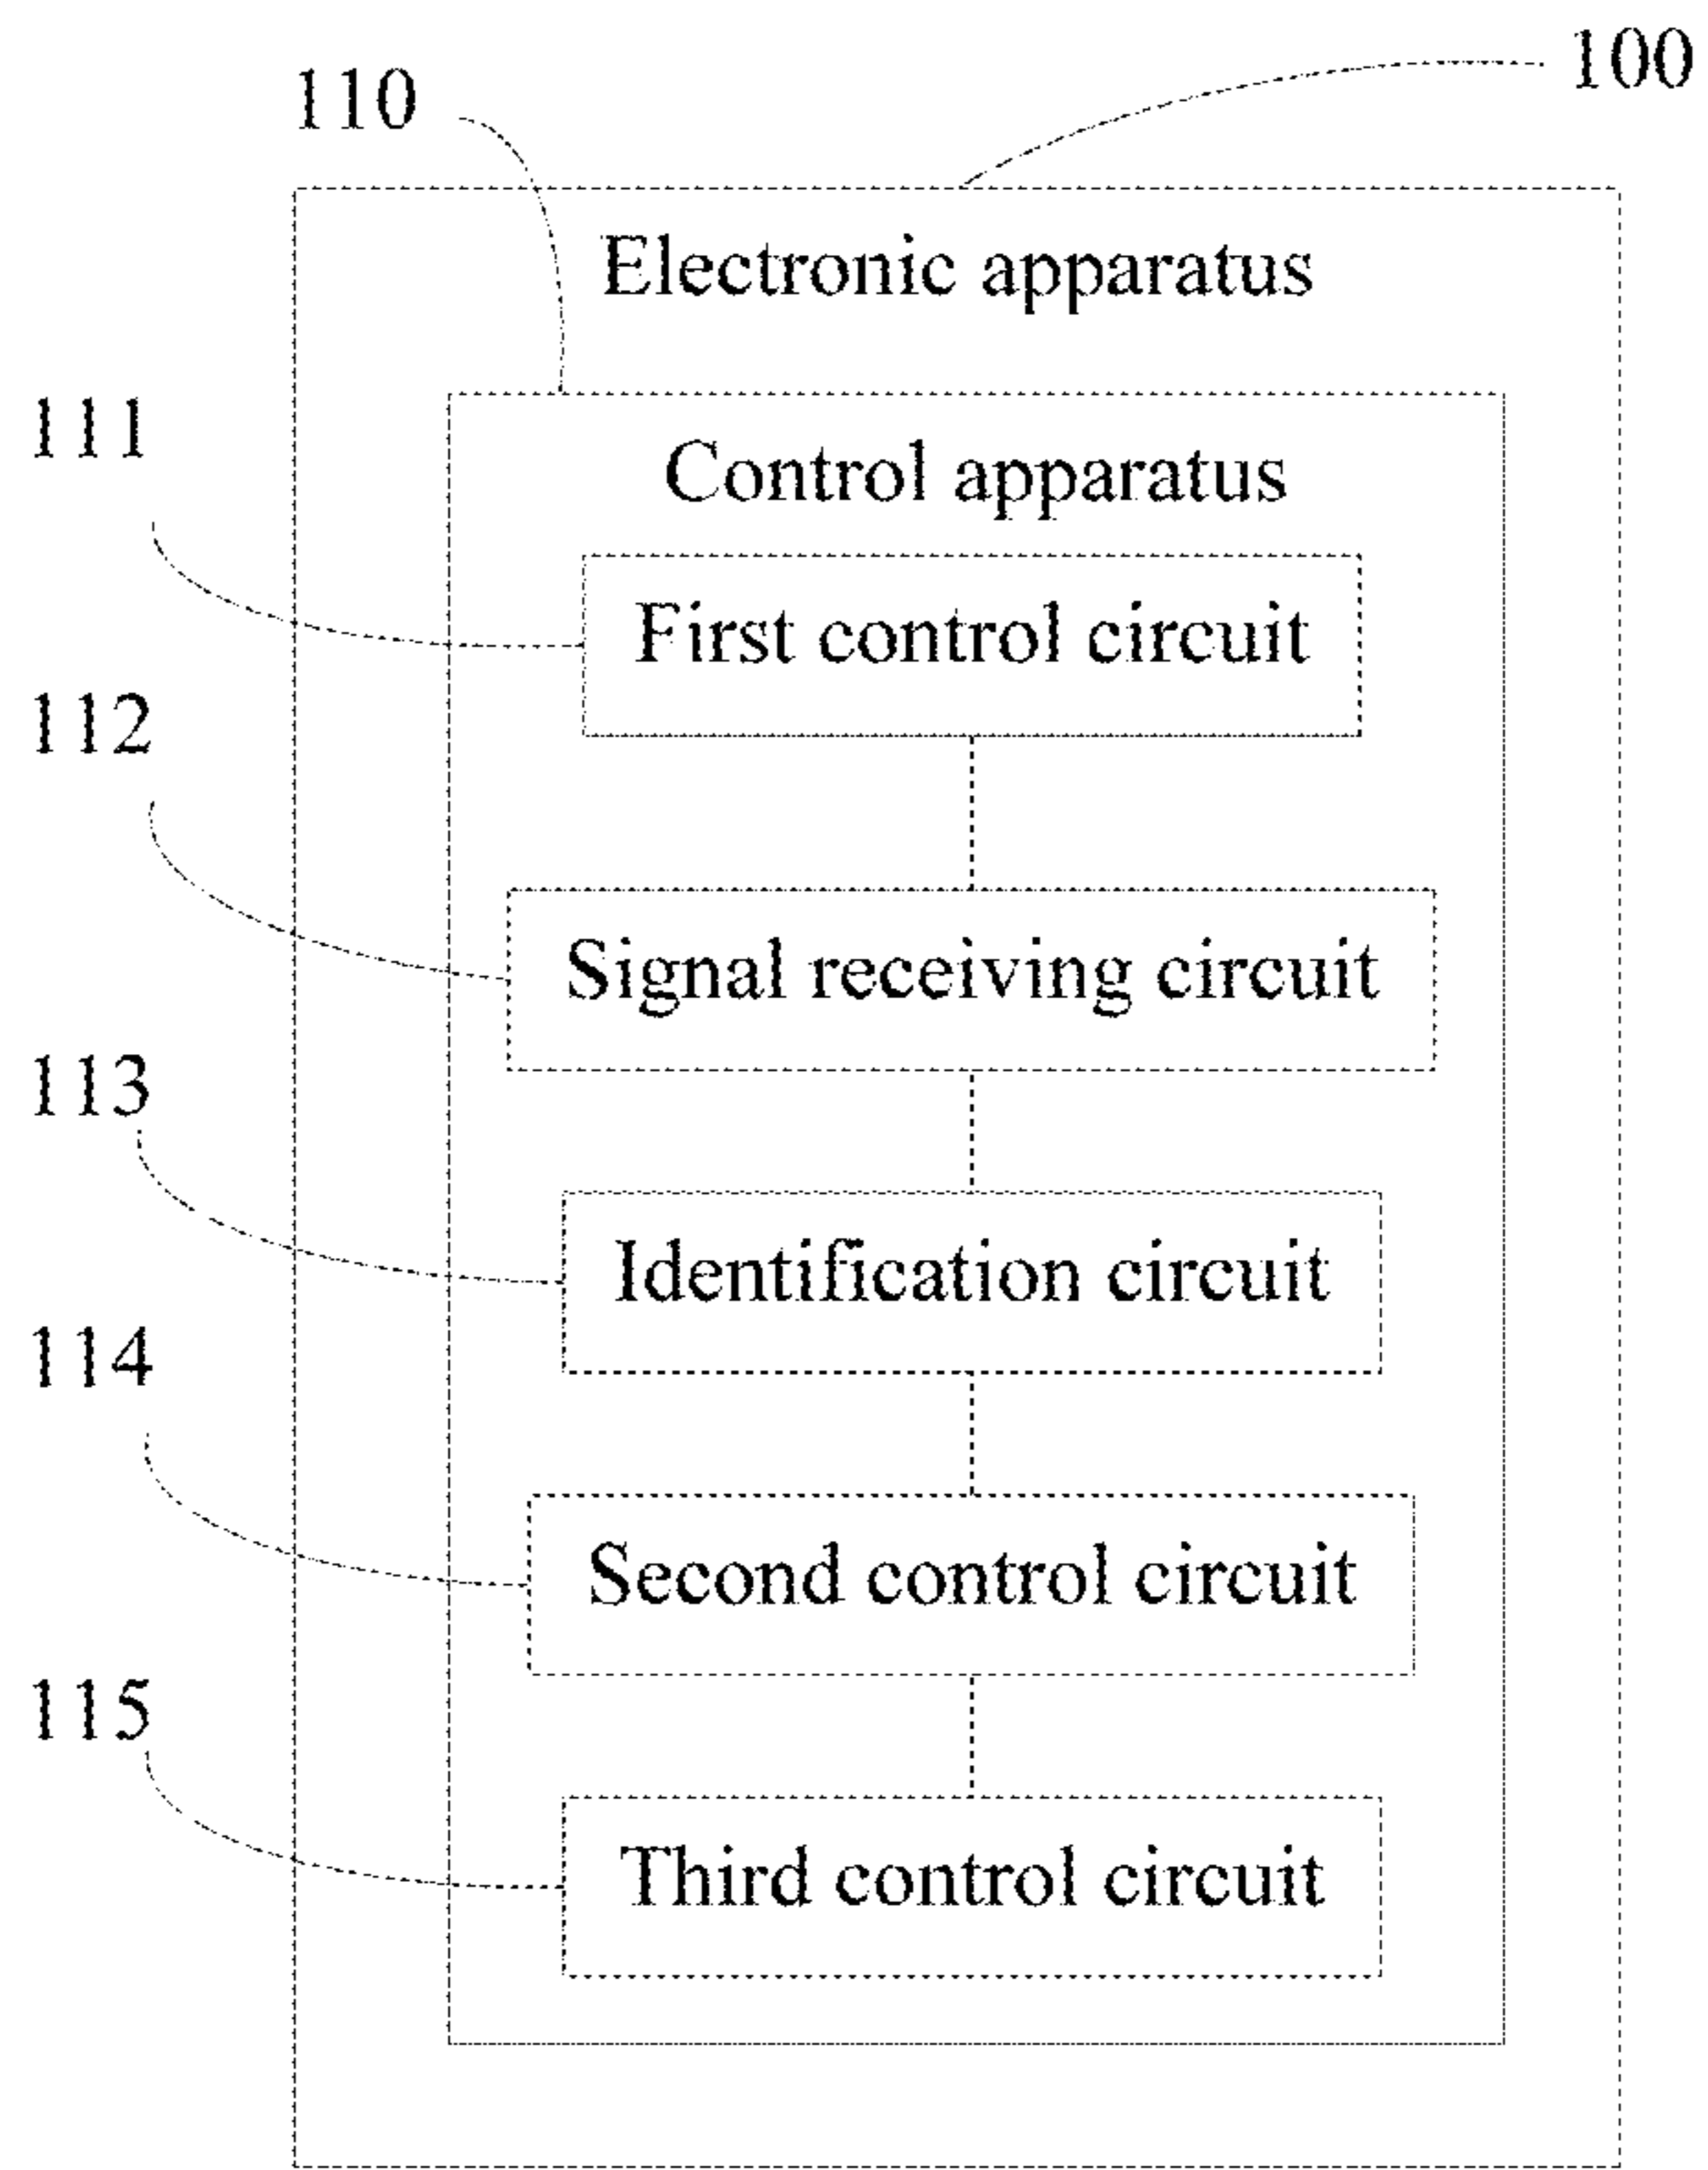 100
110
Electronic apparatus
111
Control apparatus
First control circuit
112
Signal receiving circuit
113
Identification circuit
114
Second control circuit
115
Third control circuit